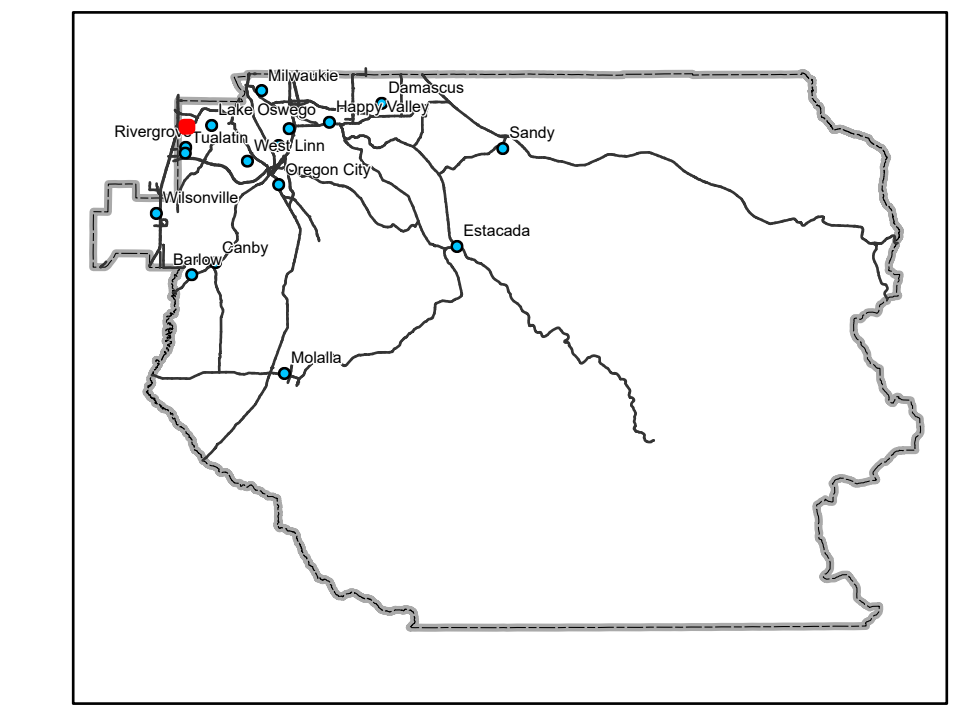 Milwaukie
Damascus
Lake Oswego
Happy Valley
Rivergrove
Tualatin
Sandy
West Linn
Oregon City
Wilsonville
Estacada
Canby
Barlow
Molalla